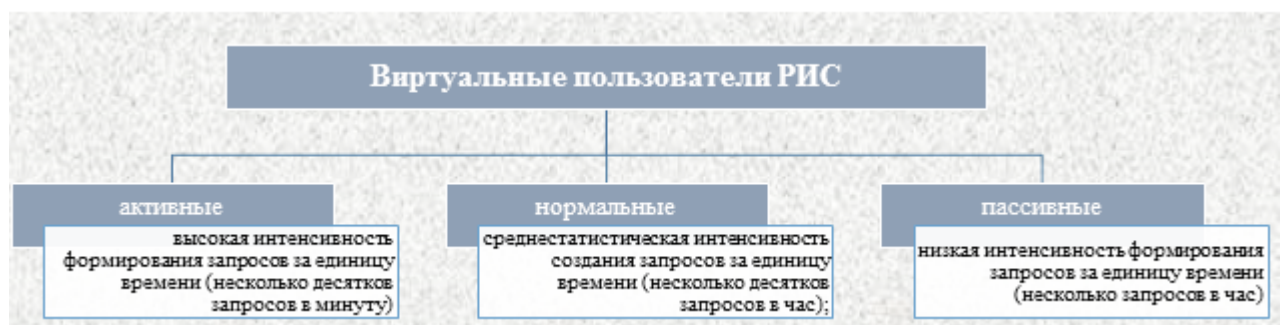 Виртуальные пользователи РИС
активные
высокая интенсивность
формирования запросов за единицу
времени (несколько десятков
запросов в минуту)
нормальные
среднестатистическая интенсивность
создания запросов за единицу
времени (несколько десятков
запросов в час);
пассивные
низкая интенсивность формирования
запросов за единицу времени
(несколько запросов в час)